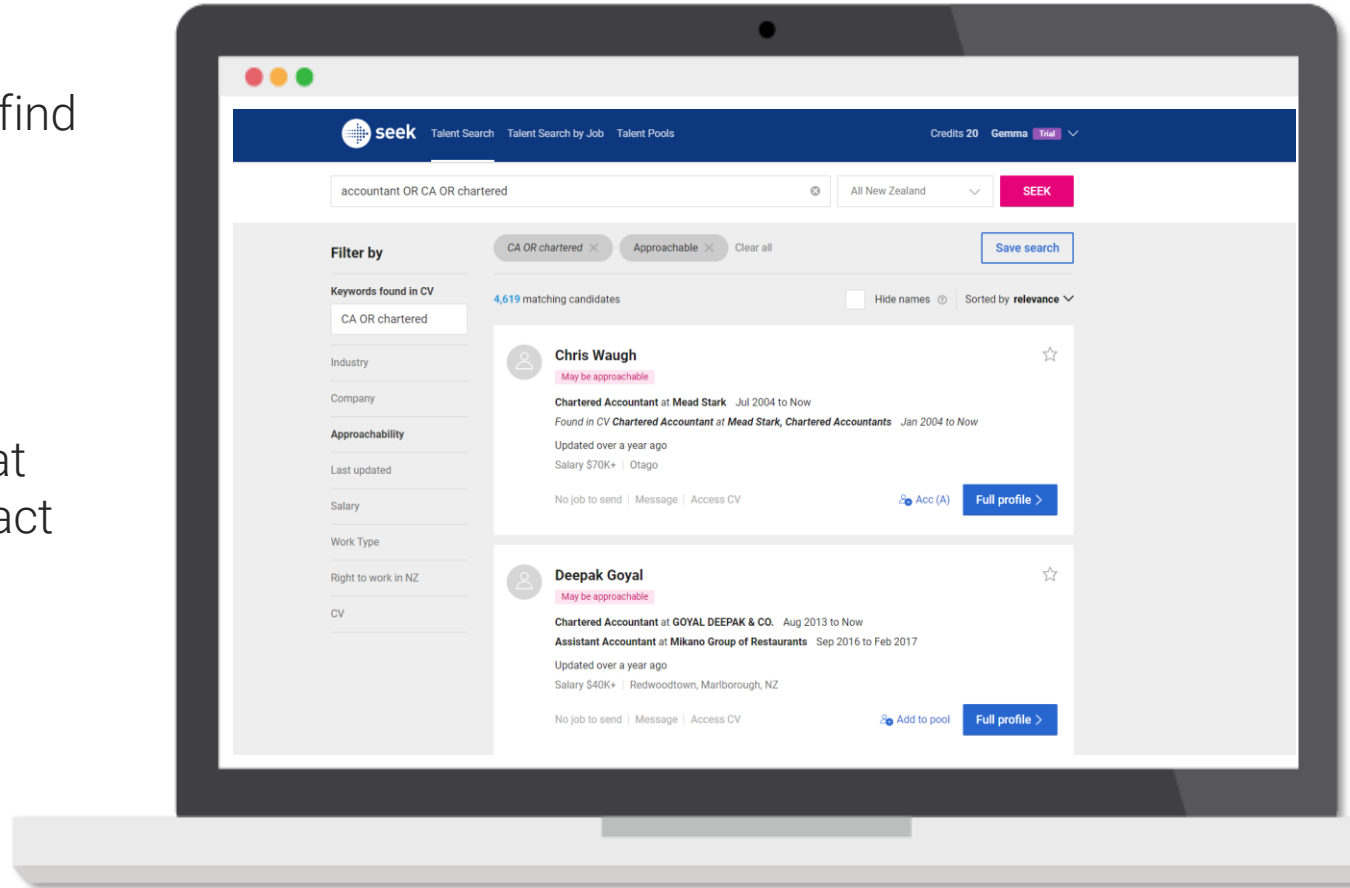 find
at
act
seek Talent Search Talent Search by Job Talent Pools Credits 20 Gemma Trial
accountant OR CA OR chartered All New Zealand SEEK
Filter by
Keywords found in CV
CA OR chartered
Industry
Company
Approachability
Last updated
Salary
Work Type
Right to work in NZ
CV
CA OR chartered Approachable Clear all Save search
4,619 matching candidates Hide names Sorted by relevance
Chris Waugh
May be approachable
Chartered Accountant at Mead Stark Jul 2004 to Now
Found in CV Chartered Accountant at Mead Stark, Chartered Accountants Jan 2004 to Now
Updated over a year ago
Salary $70K+ | Otago
No job to send | Message | Access CV Acc (A) Full profile >
Deepak Goyal
May be approachable
Chartered Accountant at GOYAL DEEPAK & CO. Aug 2013 to Now
Assistant Accountant at Mikano Group of Restaurants Sep 2016 to Feb 2017
Updated over a year ago
Salary $40K+ | Redwoodtown, Marlborough, NZ
No job to send | Message | Access CV Add to pool Full profile >